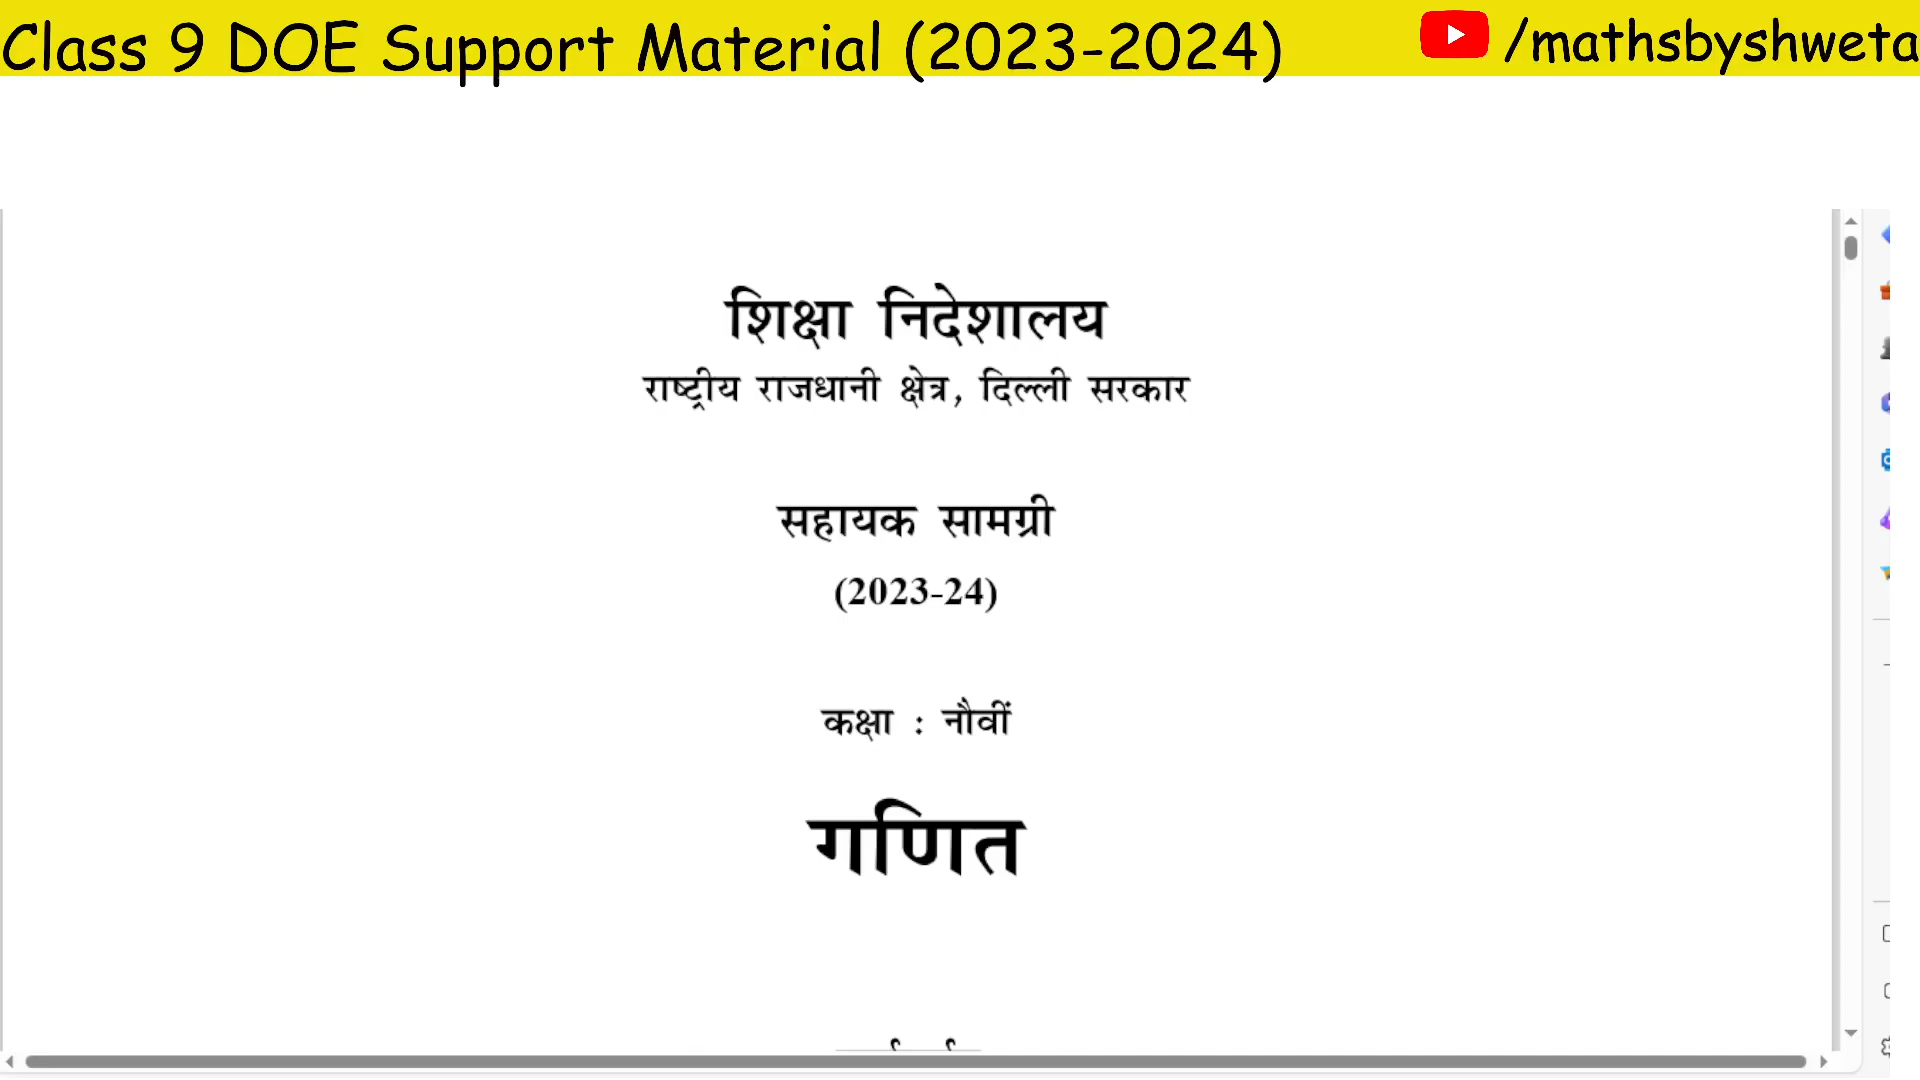 Class 9 DOE Support Material (2023-2024)
/mathsbyshweta
शिक्षा निदेशालय
राष्ट्रीय राजधानी क्षेत्र, दिल्ली सरकार
सहायक सामग्री
(2023-24)
कक्षा : नौवीं
गणित